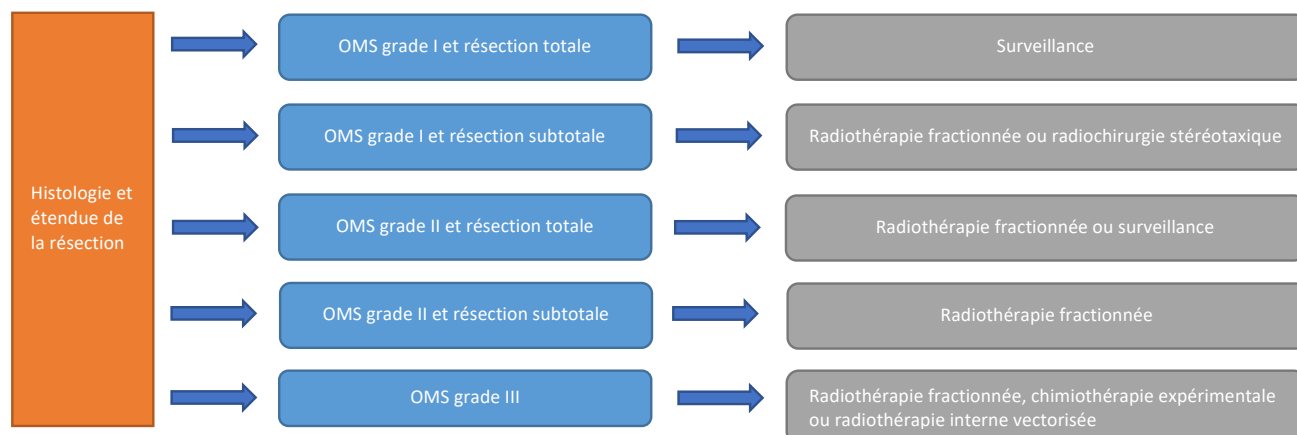 Histologie et
étendue de
la résection
OMS grade I et résection totale
Surveillance
OMS grade I et résection subtotale
Radiothérapie fractionnée ou radiochirurgie stéréotaxique
OMS grade II et résection totale
Radiothérapie fractionnée ou surveillance
OMS grade II et résection subtotale
Radiothérapie fractionnée
OMS grade III
Radiothérapie fractionnée, chimiothérapie expérimentale
ou radiothérapie interne vectorisée